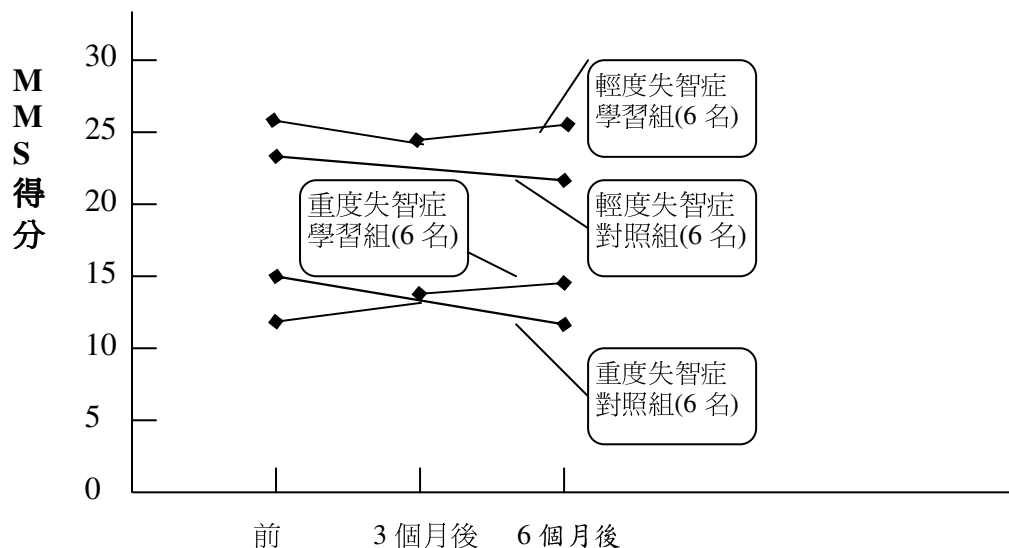 M
M
S
得
分
30
25
20
15
10
5
0
輕度失智症
學習組(6 名)
重度失智症
學習組(6 名)
輕度失智症
對照組(6 名)
重度失智症
對照組(6 名)
前 3 個月後 6 個月後